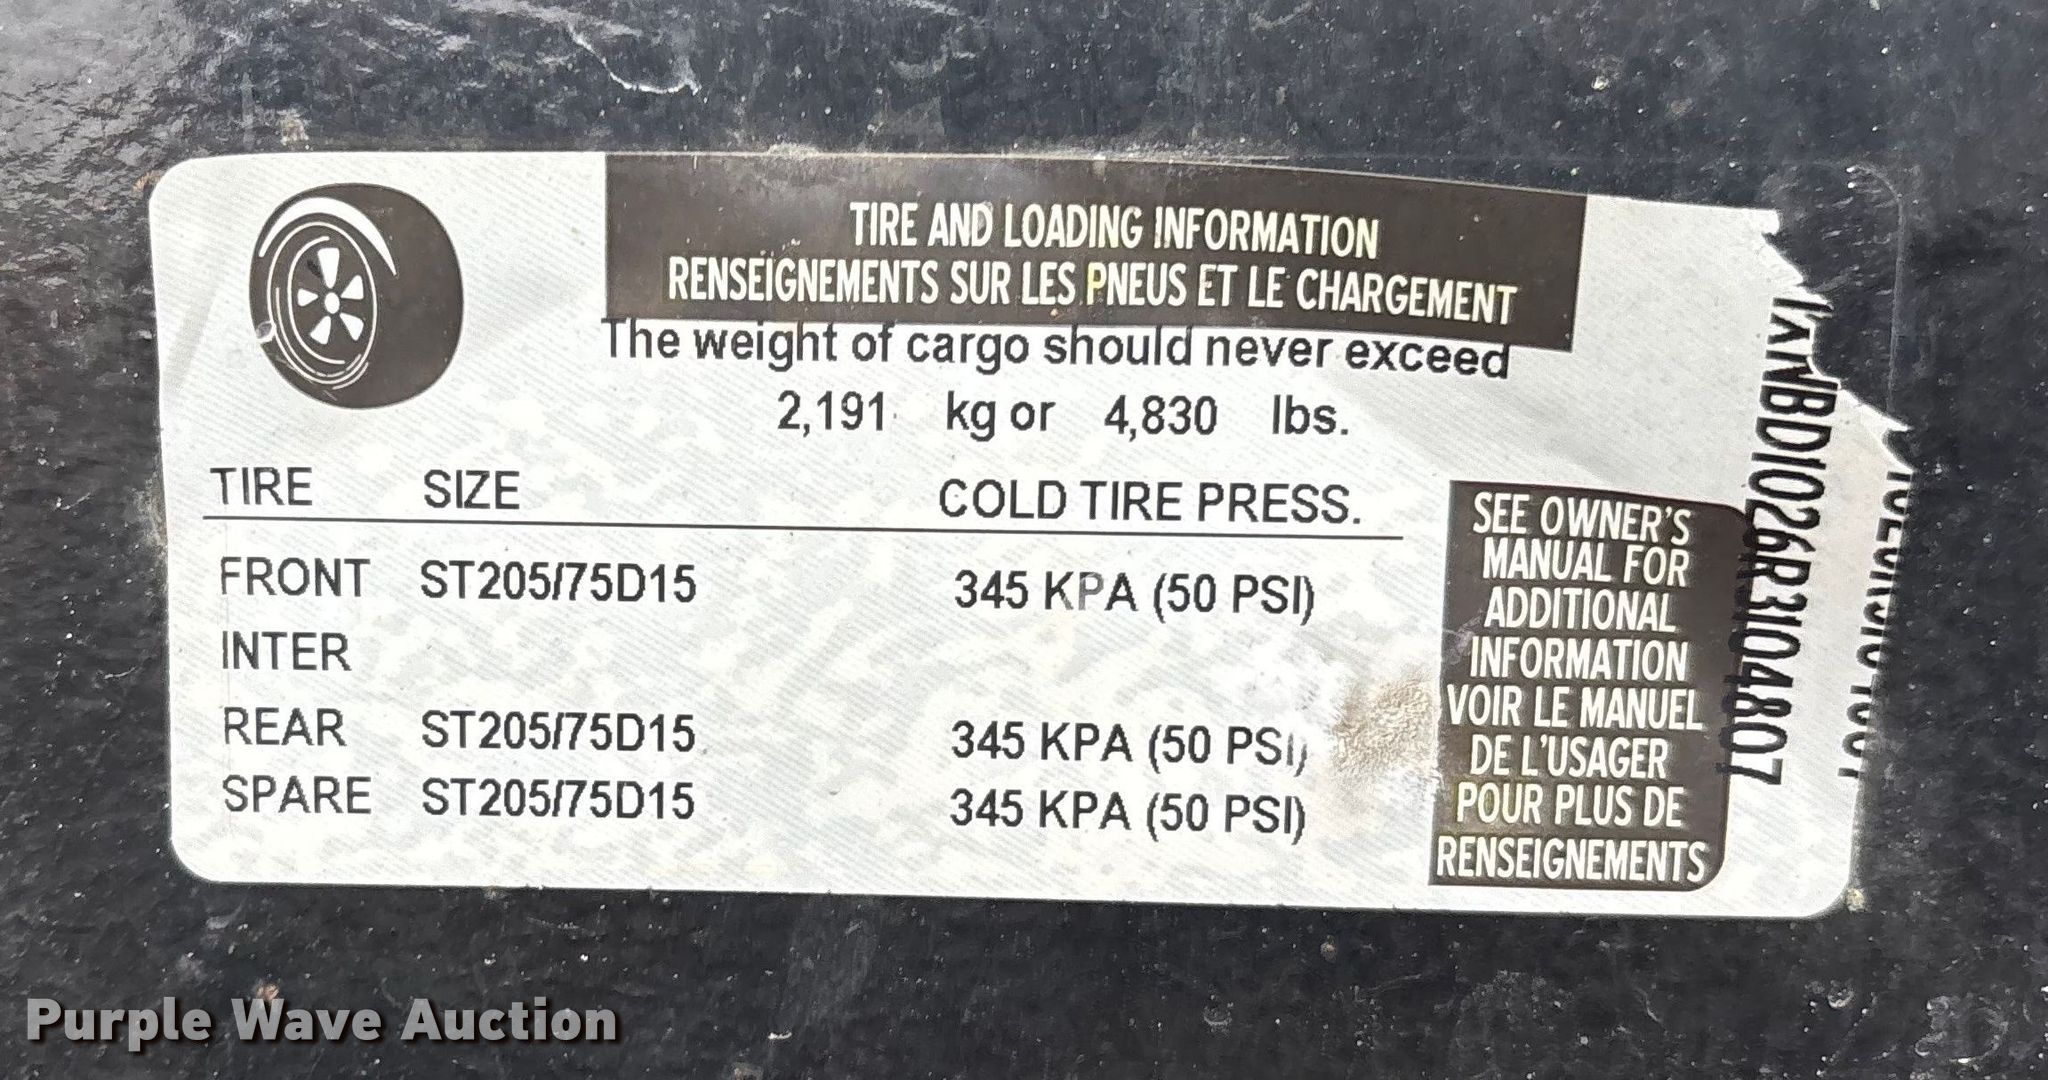 TIRE AND LOADING INFORMATION
RENSEIGNEMENTS SUR LES PNEUS ET LE CHARGEMENT
The weight of cargo should never exceed
2,191 kg or 4,830 lbs.
TIRE SIZE COLD TIRE PRESS.
FRONT ST205/75D15 345 KPA (50 PSI)
INTER
REAR ST205/75D15 345 KPA (50 PSI)
SPARE ST205/75D15 345 KPA (50 PSI)
SEE OWNER'S
MANUAL FOR
ADDITIONAL
INFORMATION
VOIR LE MANUEL
DE L'USAGER
POUR PLUS DE
RENSEIGNEMENTS
Purple Wave Auction